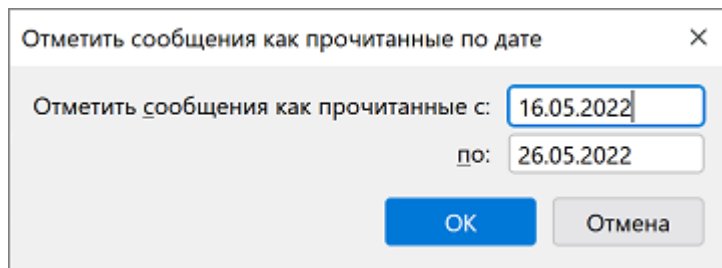 Отметить сообщения как прочитанные по дате
Отметить сообщения как прочитанные с: 16.05.2022
по: 26.05.2022
ОК Отмена